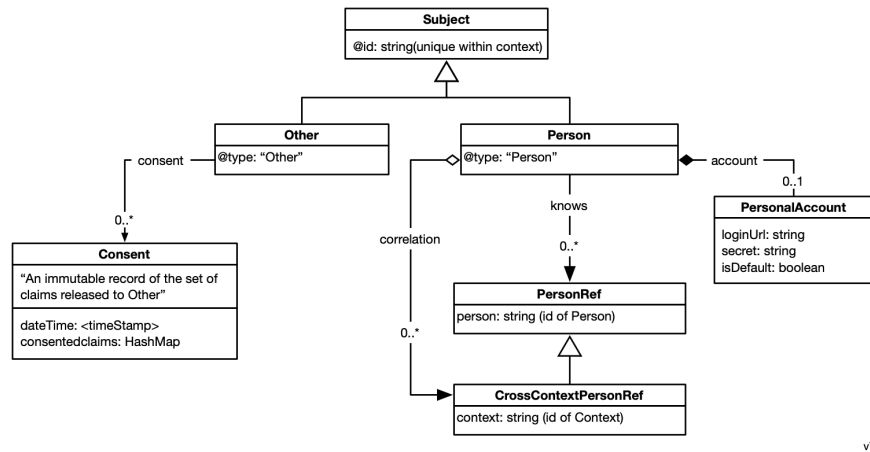 Subject
@id: string(unique within context)
Other
@type: “Other”
Person
@type: “Person”
consent
account
0..1
knows
PersonalAccount
loginUrl: string
secret: string
isDefault: boolean
0..*
correlation
0..*
Consent
“An immutable record of the set of
claims released to Other”
dateTime: <timeStamp>
consentedclaims: HashMap
PersonRef
person: string (id of Person)
0..*
CrossContextPersonRef
context: string (id of Context)